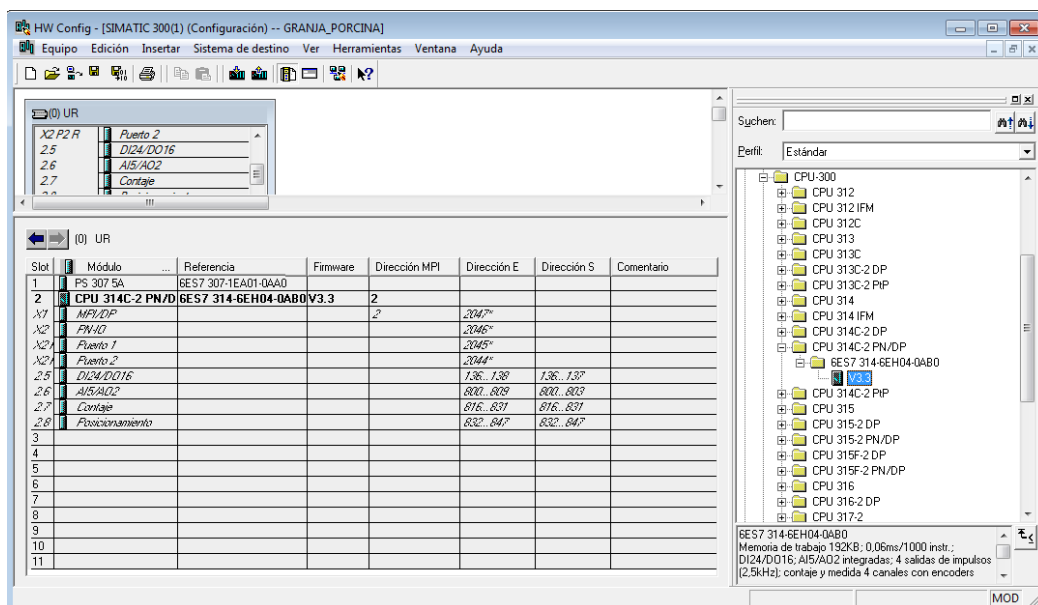 HW Config - [SIMATIC 300(1) (Configuración) -- GRANJA_PORCINA]
Equipo Edición Insertar Sistema de destino Ver Herramientas Ventana Ayuda
(0) UR
X2 P2 R Puerto 2
2.5 DI24/DO16
2.6 AI5/AO2
2.7 Contaje
(0) UR
Slot Módulo ... Referencia Firmware Dirección MPI Dirección E Dirección S Comentario
1 PS 307 5A 6ES7 307-1EA01-0AA0
2 CPU 314C-2 PN/D 6ES7 314-6EH04-0AB0 V3.3 2
X1 MPI/DP 2 2047*
X2 PN-IO 2046*
X2 Puerto 1 2045*
X2 Puerto 2 2044*
2.5 DI24/DO16 136...138 136...137
2.6 AI5/AO2 800...809 800...803
2.7 Contaje 816...831 816...831
2.8 Posicionamiento 832...847 832...847
3
4
5
6
7
8
9
10
11
Suchen:
Perfil: Estándar
CPU-300
CPU 312
CPU 312 IFM
CPU 312C
CPU 313
CPU 313C
CPU 313C-2 DP
CPU 313C-2 PtP
CPU 314
CPU 314 IFM
CPU 314C-2 DP
CPU 314C-2 PN/DP
6ES7 314-6EH04-0AB0
V3.3
CPU 314C-2 PtP
CPU 315
CPU 315-2 DP
CPU 315-2 PN/DP
CPU 315F-2 DP
CPU 315F-2 PN/DP
CPU 316
CPU 316-2 DP
CPU 317-2
6ES7 314-6EH04-0AB0
Memoria de trabajo 192KB; 0,06ms/1000 instr.;
DI24/DO16; AI5/AO2 integradas; 4 salidas de impulsos
(2,5kHz); contaje y medida 4 canales con encoders
MOD